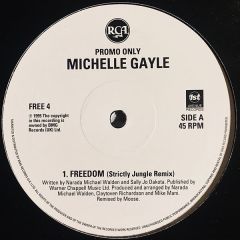 RCA
PROMO ONLY
MICHELLE GAYLE
FREE 4
℗ 1995 The copyright in
this recording is
owned by BMG
Records (UK) Ltd.
1st
SIDE A
45 RPM
1. FREEDOM (Strictly Jungle Remix)
Written by Narada Michael Walden and Sally Jo Dakota. Published by
Warner Chappell Music Ltd. Produced and arranged by Narada
Michael Walden, Claytoven Richardson and Mike Mani.
Remixed by Moose.